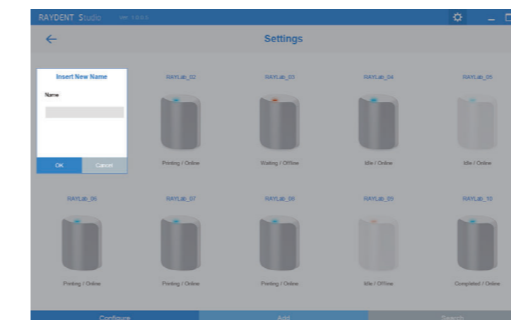 RAYDENT Studio
Settings
Insert New Name
Name
OK Cancel
RAYLab_02
Printing / Online
RAYLab_03
Waiting / Offline
RAYLab_04
Idle / Online
RAYLab_05
Idle / Online
RAYLab_06
Printing / Online
RAYLab_07
Printing / Online
RAYLab_08
Printing / Online
RAYLab_09
Idle / Offline
RAYLab_10
Completed / Online
Configure Add Search